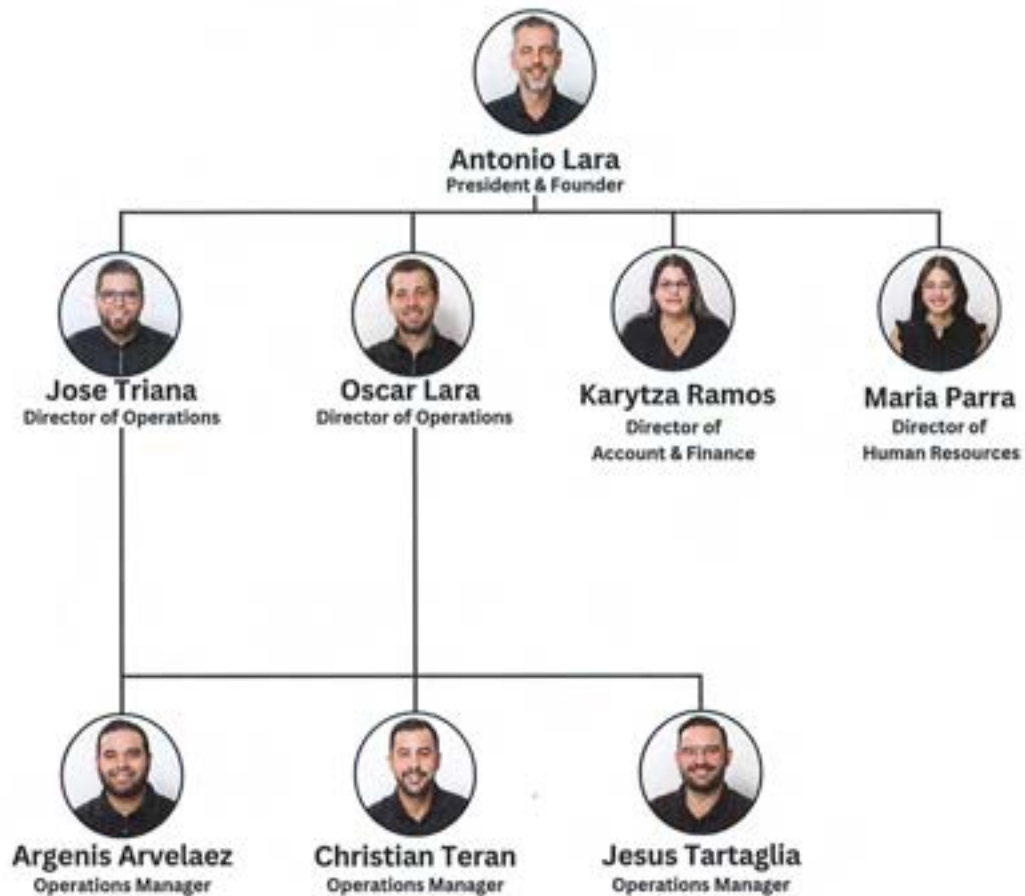 Antonio Lara
President & Founder
Jose Triana
Director of Operations
Oscar Lara
Director of Operations
Karytza Ramos
Director of
Account & Finance
Maria Parra
Director of
Human Resources
Argenis Arvelaez
Operations Manager
Christian Teran
Operations Manager
Jesus Tartaglia
Operations Manager